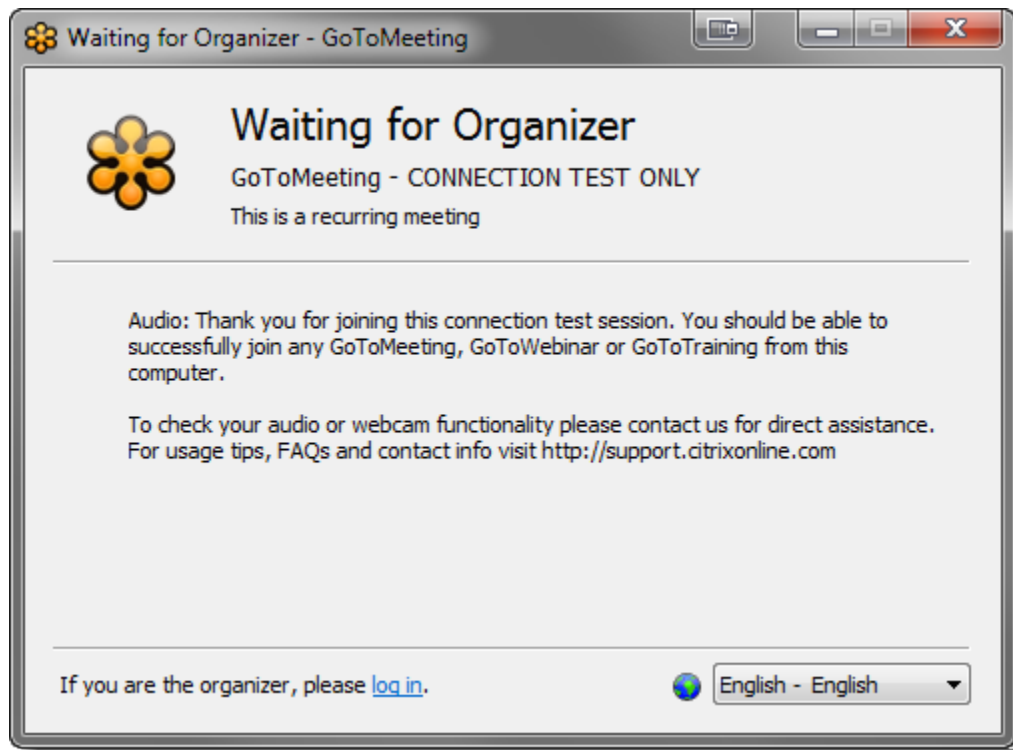 Waiting for Organizer - GoToMeeting
Waiting for Organizer
GoToMeeting - CONNECTION TEST ONLY
This is a recurring meeting
Audio: Thank you for joining this connection test session. You should be able to
successfully join any GoToMeeting, GoToWebinar or GoToTraining from this
computer.
To check your audio or webcam functionality please contact us for direct assistance.
For usage tips, FAQs and contact info visit http://support.citrixonline.com
If you are the organizer, please log in.
English - English